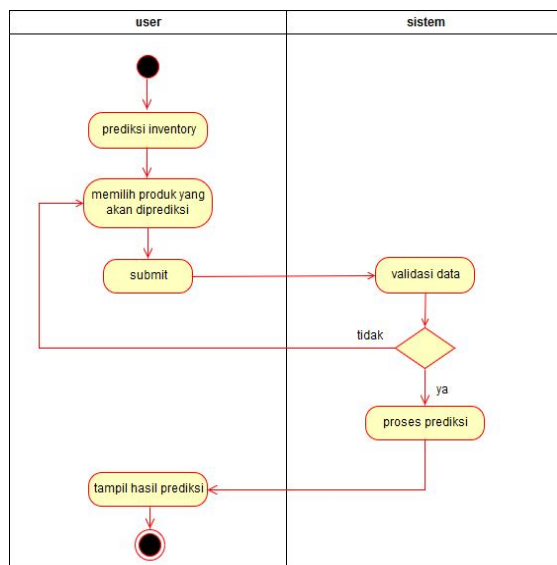 user
sistem
prediksi inventory
memilih produk yang
akan diprediksi
submit
validasi data
tidak
ya
proses prediksi
tampil hasil prediksi